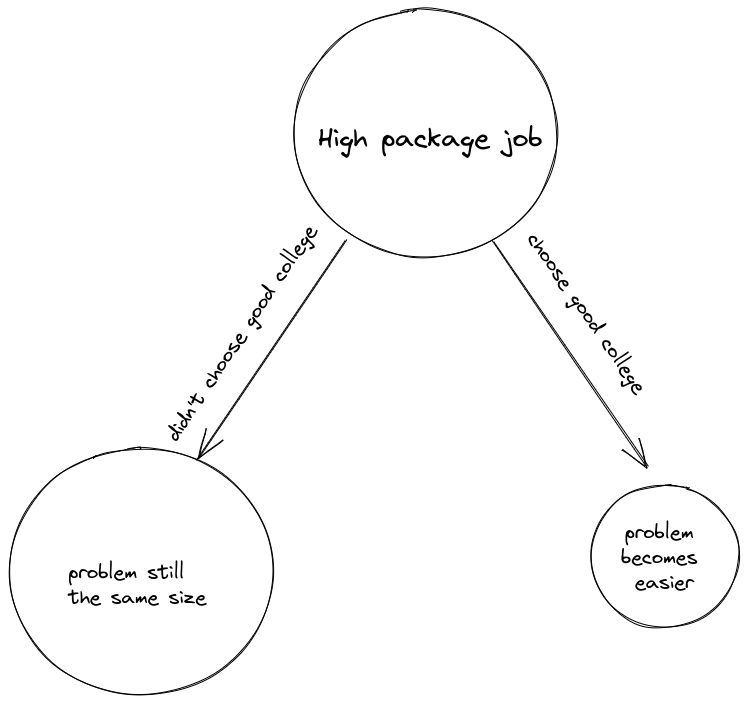 High package job
didn't choose good college
choose good college
problem still
the same size
problem
becomes
easier